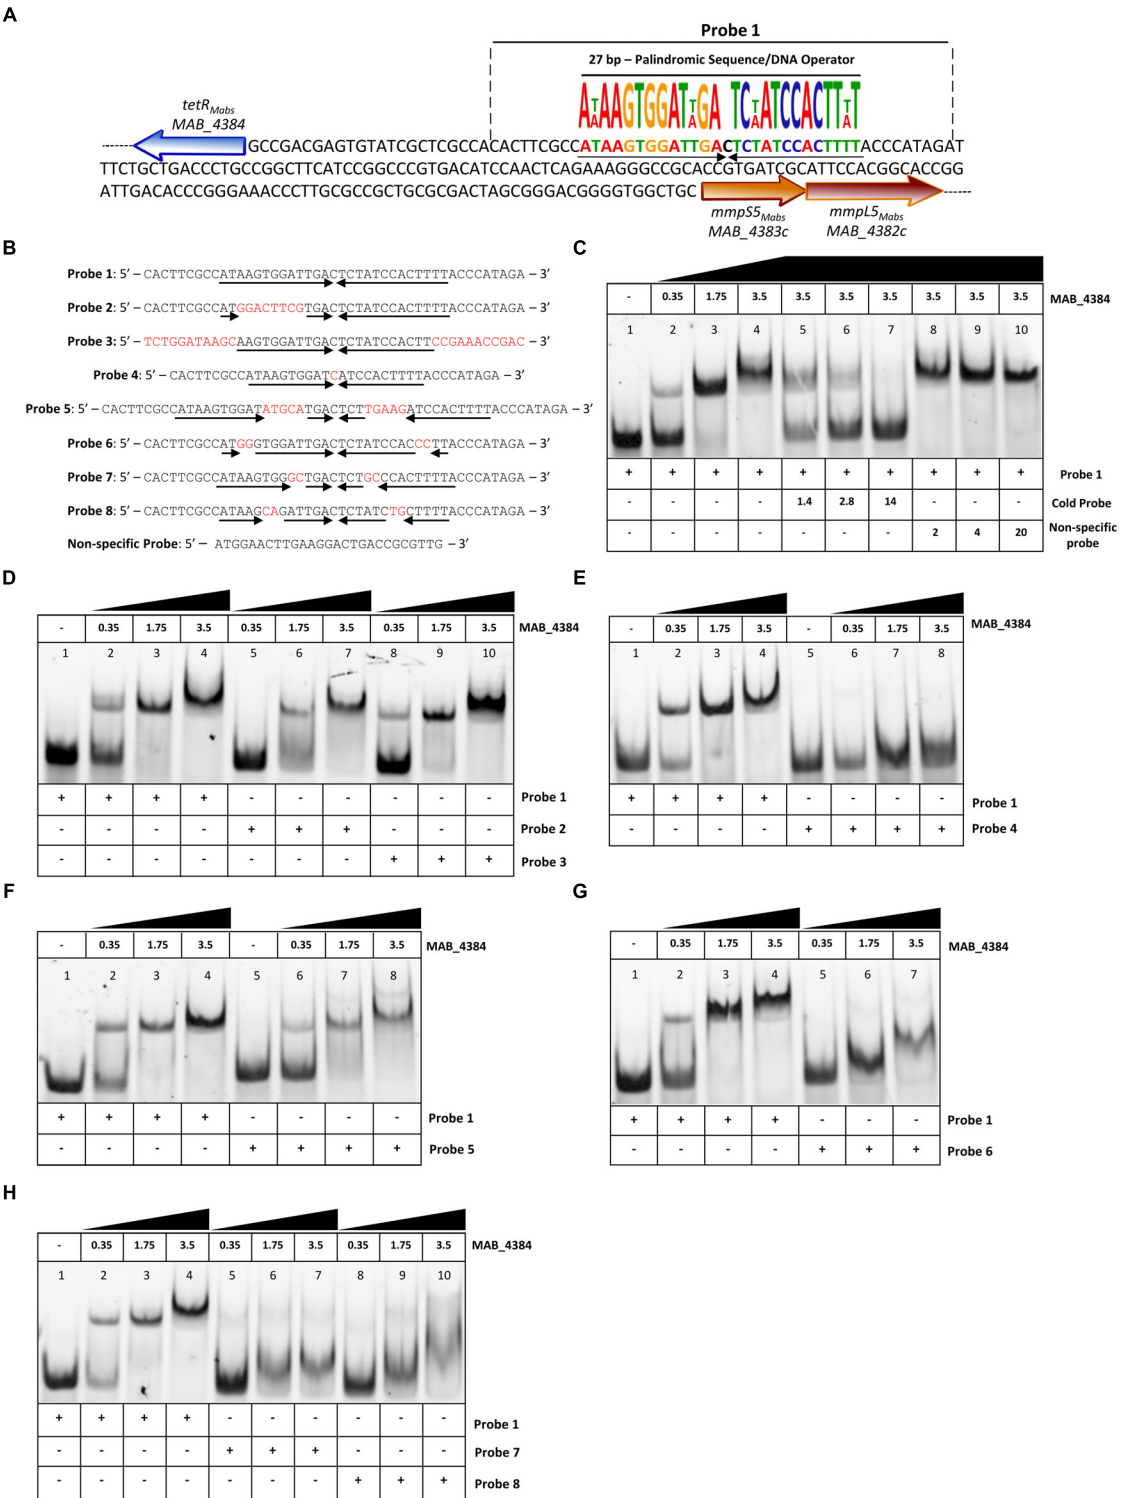 A
Probe 1
27 bp – Palindromic Sequence/DNA Operator
tetR Mabs
MAB_4384
GCCGACGAGTGTATCGCTCGCCACACTTCGCCATAAGTGGATTGACTCTATCCACTTTTACCCATAGAT
TTCTGCTGACCCTGCCGGCTTCATCCGGCCCGTGACATCCAACTCAGAAAGGGCCGCACCGTGATCGCATTCCACGGCACCGG
ATTGACACCCGGGAAACCCTTGCGCCGCTGCGCGACTAGCGGGACGGGGTGGCTGC
mmpS5Mabs mmpL5Mabs
MAB_4383c MAB_4382c
B
Probe 1: 5’ – CACTTCGCCATAAGTGGATTGACTCTATCCACTTTTACCCATAGA – 3’
Probe 2: 5’ – CACTTCGCCATGGACTTCGTGACTCTATCCACTTTTACCCATAGA – 3’
Probe 3: 5’ – TCTGGATAAGCAAGTGGATTGACTCTATCCACTTCCGAAACCGAC – 3’
Probe 4: 5’ – CACTTCGCCATAAGTGGATCATCCACTTTTACCCATAGA – 3’
Probe 5: 5’ – CACTTCGCCATAAGTGGATATGCATGACTCTTGAAGATCCACTTTTACCCATAGA – 3’
Probe 6: 5’ – CACTTCGCCATGGGTGGATTGACTCTATCCACCCTTACCCATAGA – 3’
Probe 7: 5’ – CACTTCGCCATAAGTGGGCTGACTCTGCCCACTTTTACCCATAGA – 3’
Probe 8: 5’ – CACTTCGCCATAAGCAGATTGACTCTATCTGCTTTTACCCATAGA – 3’
Non-specific Probe: 5’ – ATGGAACTTGAAGGACTGACCGCGTTG – 3’
C
- 0.35 1.75 3.5 3.5 3.5 3.5 3.5 3.5 3.5 MAB_4384
1 2 3 4 5 6 7 8 9 10
+ + + + + + + + + + Probe 1
- - - - 1.4 2.8 14 - - - Cold Probe
- - - - - - - 2 4 20 Non-specific probe
D
- 0.35 1.75 3.5 0.35 1.75 3.5 0.35 1.75 3.5 MAB_4384
1 2 3 4 5 6 7 8 9 10
+ + + + - - - - - - Probe 1
- - - - + + + - - - Probe 2
- - - - - - - + + + Probe 3
E
- 0.35 1.75 3.5 - 0.35 1.75 3.5 MAB_4384
1 2 3 4 5 6 7 8
+ + + + - - - - Probe 1
- - - - + + + + Probe 4
F
- 0.35 1.75 3.5 - 0.35 1.75 3.5 MAB_4384
1 2 3 4 5 6 7 8
+ + + + - - - - Probe 1
- - - - + + + + Probe 5
G
- 0.35 1.75 3.5 0.35 1.75 3.5 MAB_4384
1 2 3 4 5 6 7
+ + + + - - - Probe 1
- - - - + + + Probe 6
H
- 0.35 1.75 3.5 0.35 1.75 3.5 0.35 1.75 3.5 MAB_4384
1 2 3 4 5 6 7 8 9 10
+ + + + - - - - - - Probe 1
- - - - + + + - - - Probe 7
- - - - - - - + + + Probe 8